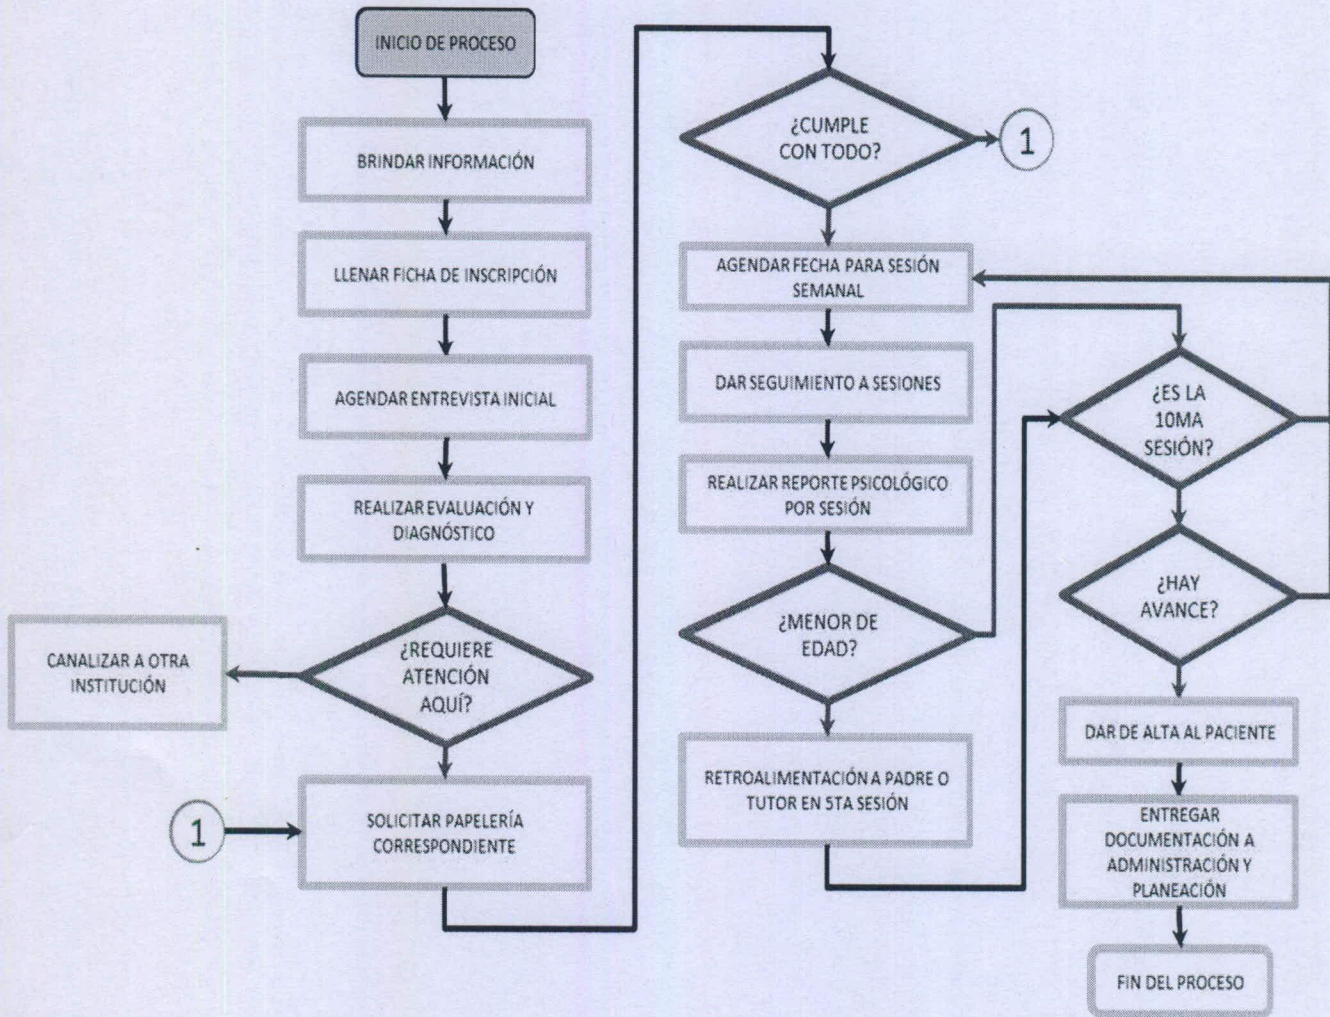 INICIO DE PROCESO
BRINDAR INFORMACIÓN
LLENAR FICHA DE INSCRIPCIÓN
AGENDAR ENTREVISTA INICIAL
REALIZAR EVALUACIÓN Y
DIAGNÓSTICO
¿REQUIERE
ATENCIÓN
AQUÍ?
CANALIZAR A OTRA
INSTITUCIÓN
1
SOLICITAR PAPELERÍA
CORRESPONDIENTE
¿CUMPLE
CON TODO?
1
AGENDAR FECHA PARA SESIÓN
SEMANAL
DAR SEGUIMIENTO A SESIONES
REALIZAR REPORTE PSICOLÓGICO
POR SESIÓN
¿MENOR DE
EDAD?
RETROALIMENTACIÓN A PADRE O
TUTOR EN 5TA SESIÓN
¿ES LA
10MA
SESIÓN?
¿HAY
AVANCE?
DAR DE ALTA AL PACIENTE
ENTREGAR
DOCUMENTACIÓN A
ADMINISTRACIÓN Y
PLANEACIÓN
FIN DEL PROCESO